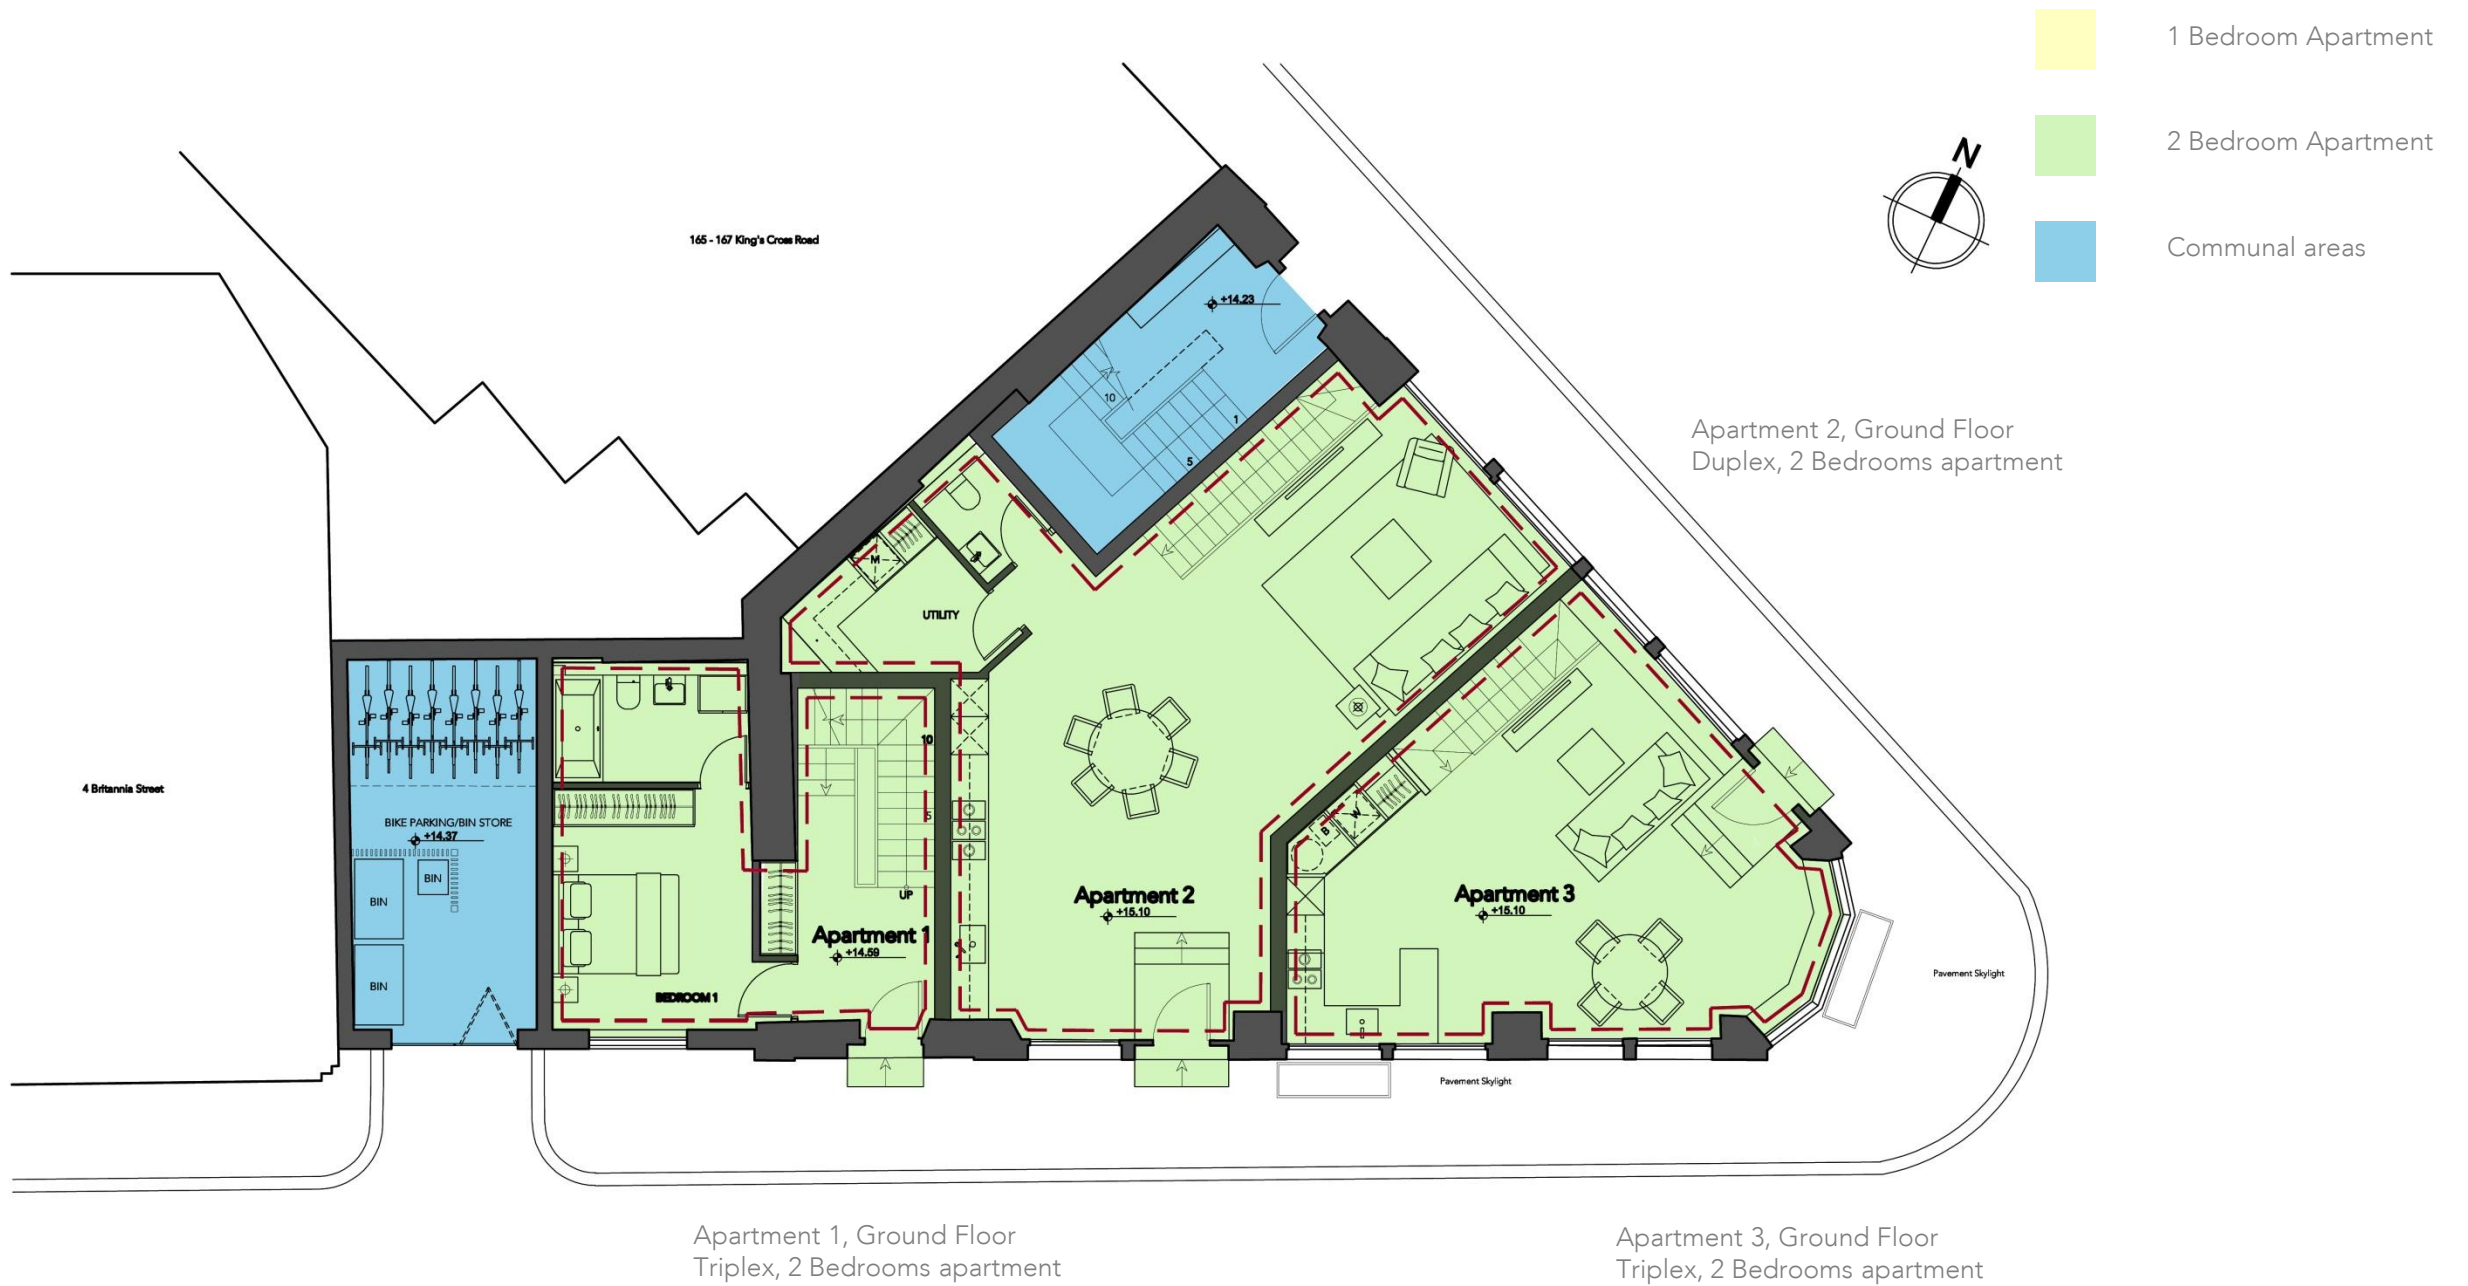 1 Bedroom Apartment
2 Bedroom Apartment
Communal areas
N
165 - 167 King's Cross Road
+14.23
10
1
5
Apartment 2, Ground Floor
Duplex, 2 Bedrooms apartment
M
UTILITY
4 Britannia Street
BIKE PARKING/BIN STORE
+14.37
BIN
BIN
BIN
10
5
UP
Apartment 1
+14.59
BEDROOM 1
Apartment 2
+15.10
B
W
Apartment 3
+15.10
Pavement Skylight
Pavement Skylight
Apartment 1, Ground Floor
Triplex, 2 Bedrooms apartment
Apartment 3, Ground Floor
Triplex, 2 Bedrooms apartment